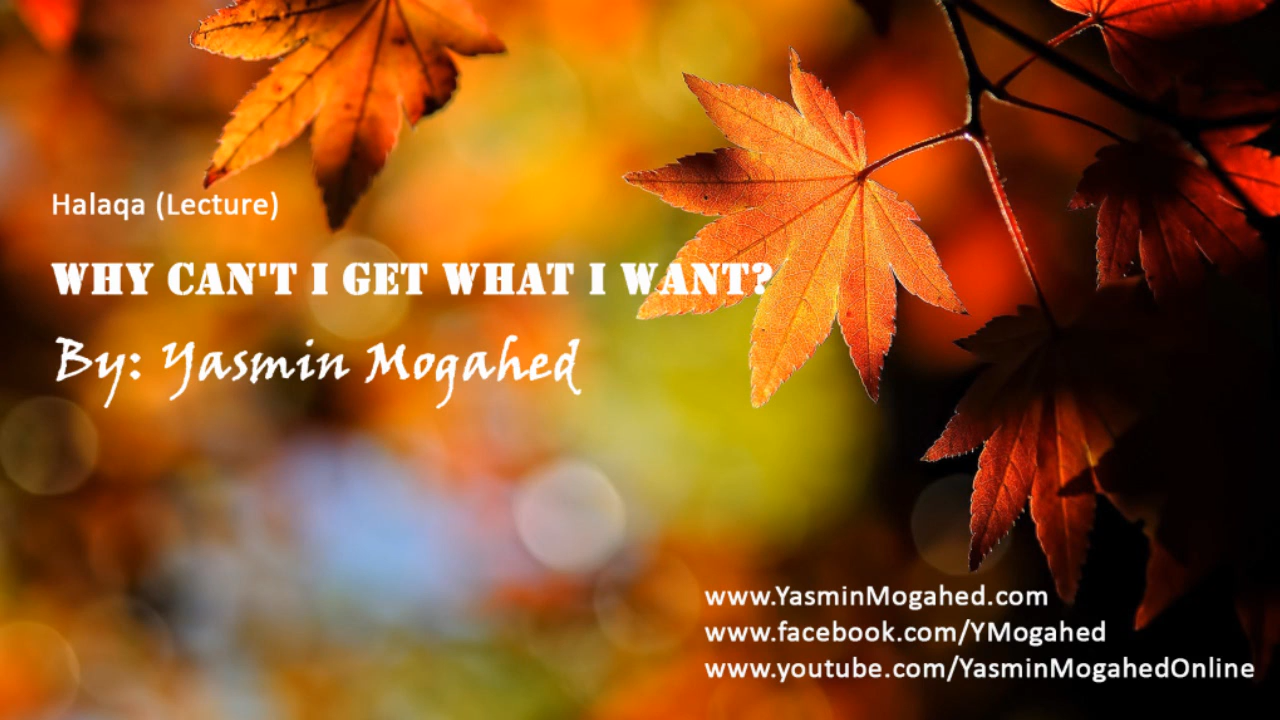 Halaqa (Lecture)
WHY CAN'T I GET WHAT I WANT?
By: Yasmin Mogahed
www.YasminMogahed.com
www.facebook.com/YMogahed
www.youtube.com/YasminMogahedOnline